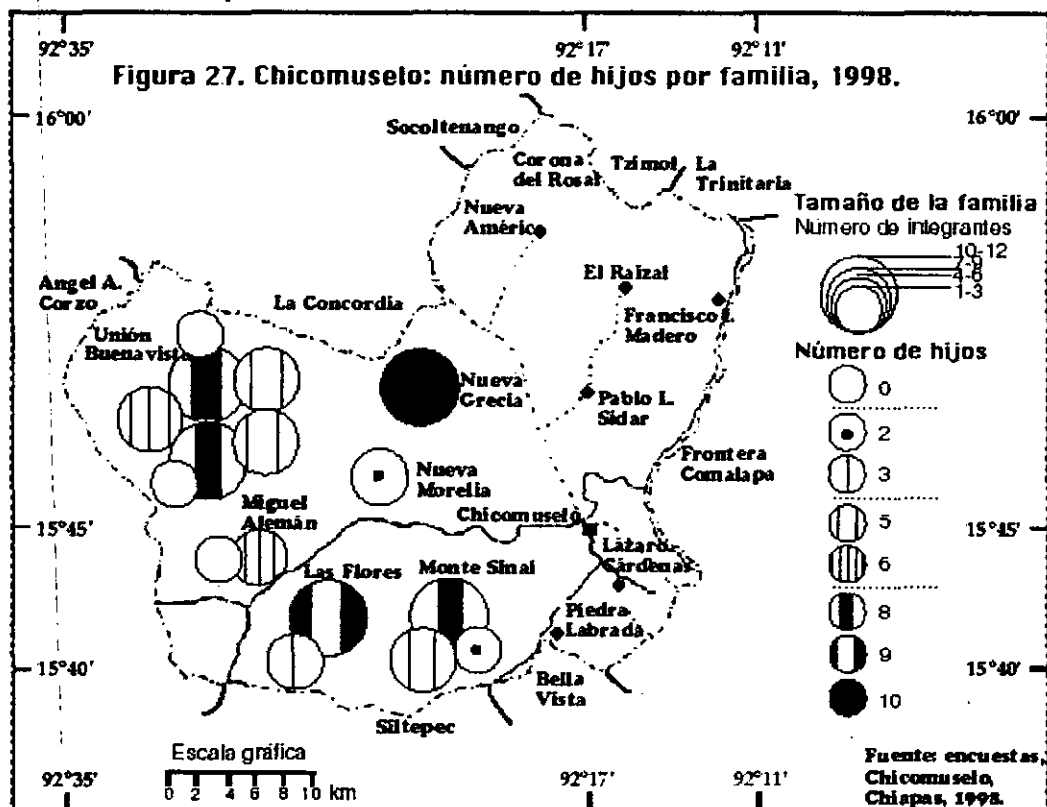 92°35'
92°17'
92°11'
Figura 27. Chicomuselo: número de hijos por familia, 1998.
16°00'
16°00'
Socoltenango
Corona
del Rosal
Tzimol
La
Trinitaria
Tamaño de la familia
Número de integrantes
10-12
7-9
4-6
1-3
Nueva
Améric
El Raizal
Angel A.
Corzo
La Concordia
Francisco I.
Madero
Unión
Buenavista
Número de hijos
0
2
3
5
6
8
9
10
Nueva
Grecia
Pablo L.
Sidar
Frontera
Comalapa
Nueva
Morelia
Miguel
Alemán
Chicomuselo
15°45'
15°45'
Lázaro
Cárdenas
Las Flores
Monte Sinaí
Piedra
Labrada
15°40'
15°40'
Bella
Vista
Siltepec
Escala gráfica
0 2 4 6 8 10 km
Fuente: encuestas,
Chicomuselo,
Chiapas, 1998.
92°35'
92°17'
92°11'